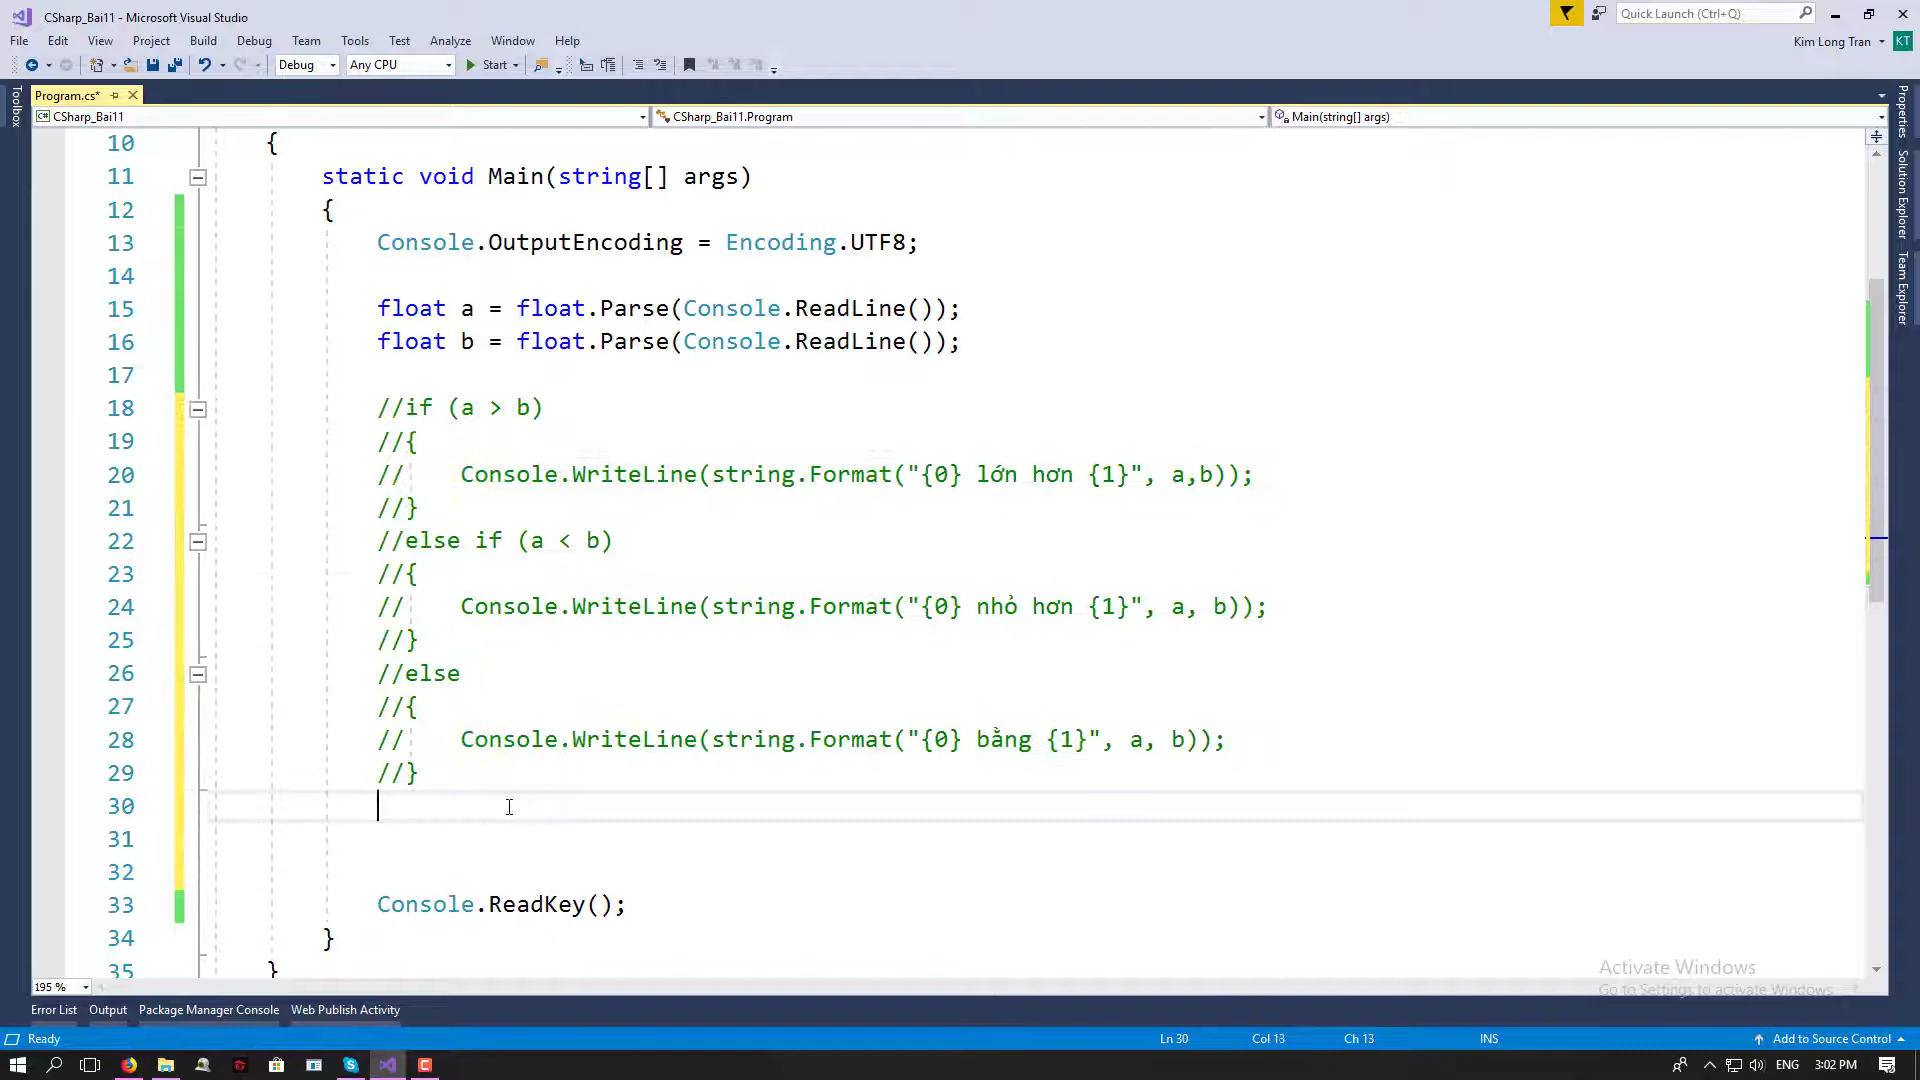 CSharp_Bai11 - Microsoft Visual Studio
Quick Launch (Ctrl+Q)
File Edit View Project Build Debug Team Tools Test Analyze Window Help
Kim Long Tran KT
Debug Any CPU Start
Program.cs*
C# CSharp_Bai11 CSharp_Bai11.Program Main(string[] args)
Toolbox
Properties
Solution Explorer
Team Explorer
10 {
11 static void Main(string[] args)
12 {
13 Console.OutputEncoding = Encoding.UTF8;
14
15 float a = float.Parse(Console.ReadLine());
16 float b = float.Parse(Console.ReadLine());
17
18 //if (a > b)
19 //{
20 // Console.WriteLine(string.Format("{0} lớn hơn {1}", a,b));
21 //}
22 //else if (a < b)
23 //{
24 // Console.WriteLine(string.Format("{0} nhỏ hơn {1}", a, b));
25 //}
26 //else
27 //{
28 // Console.WriteLine(string.Format("{0} bằng {1}", a, b));
29 //}
30
31
32
33 Console.ReadKey();
34 }
35 }
Activate Windows
Go to Settings to activate Windows.
195 %
Error List Output Package Manager Console Web Publish Activity
Ready Ln 30 Col 13 Ch 13 INS Add to Source Control
ENG 3:02 PM